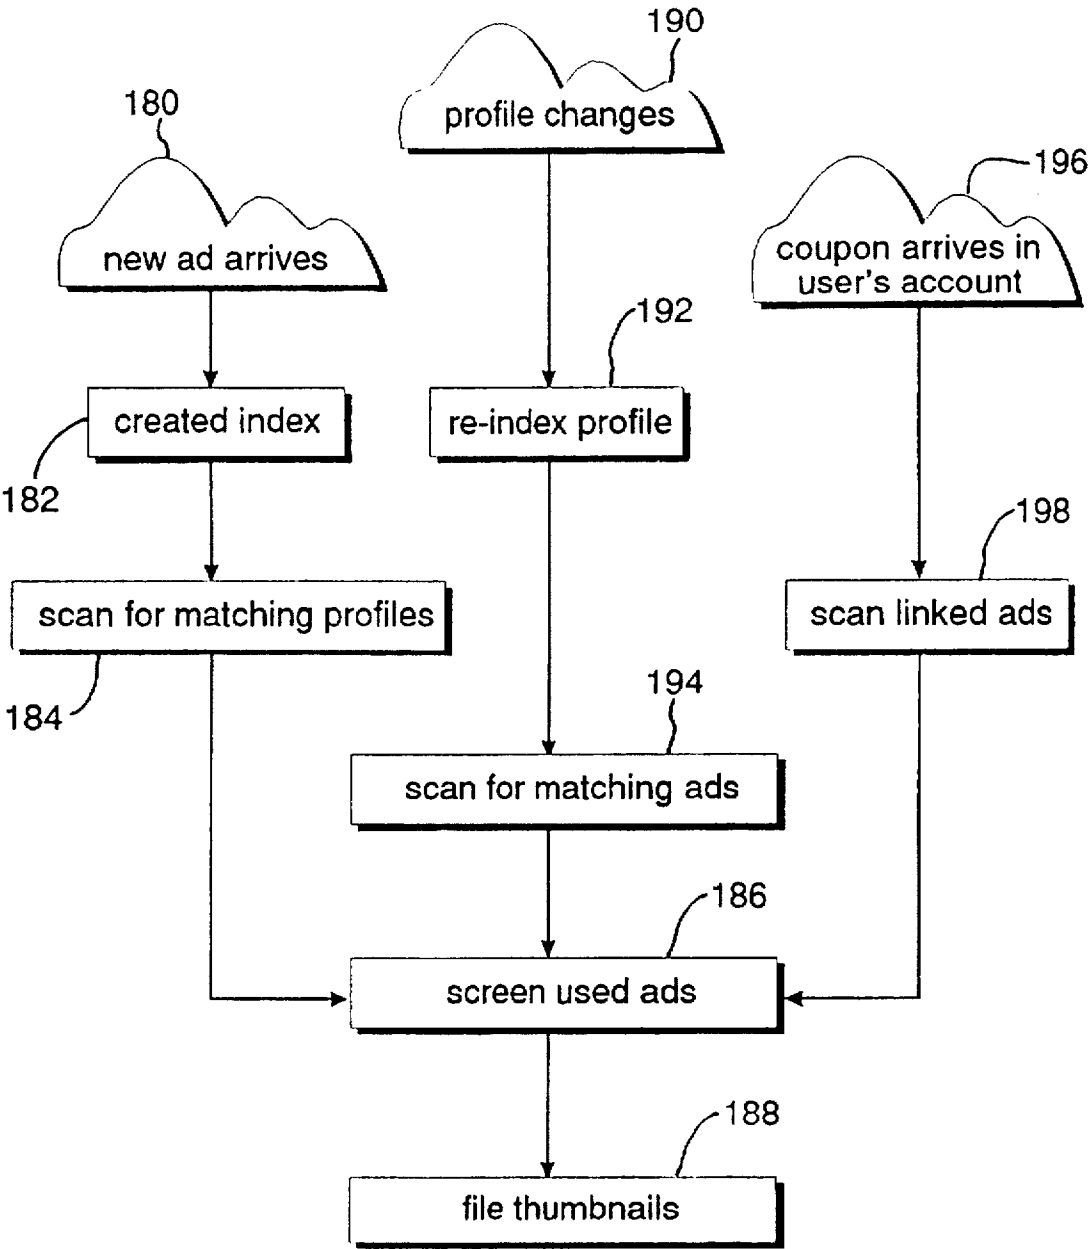 190
profile changes
180
new ad arrives
196
coupon arrives in
user's account
192
created index
182
re-index profile
198
scan for matching profiles
184
scan linked ads
194
scan for matching ads
186
screen used ads
188
file thumbnails